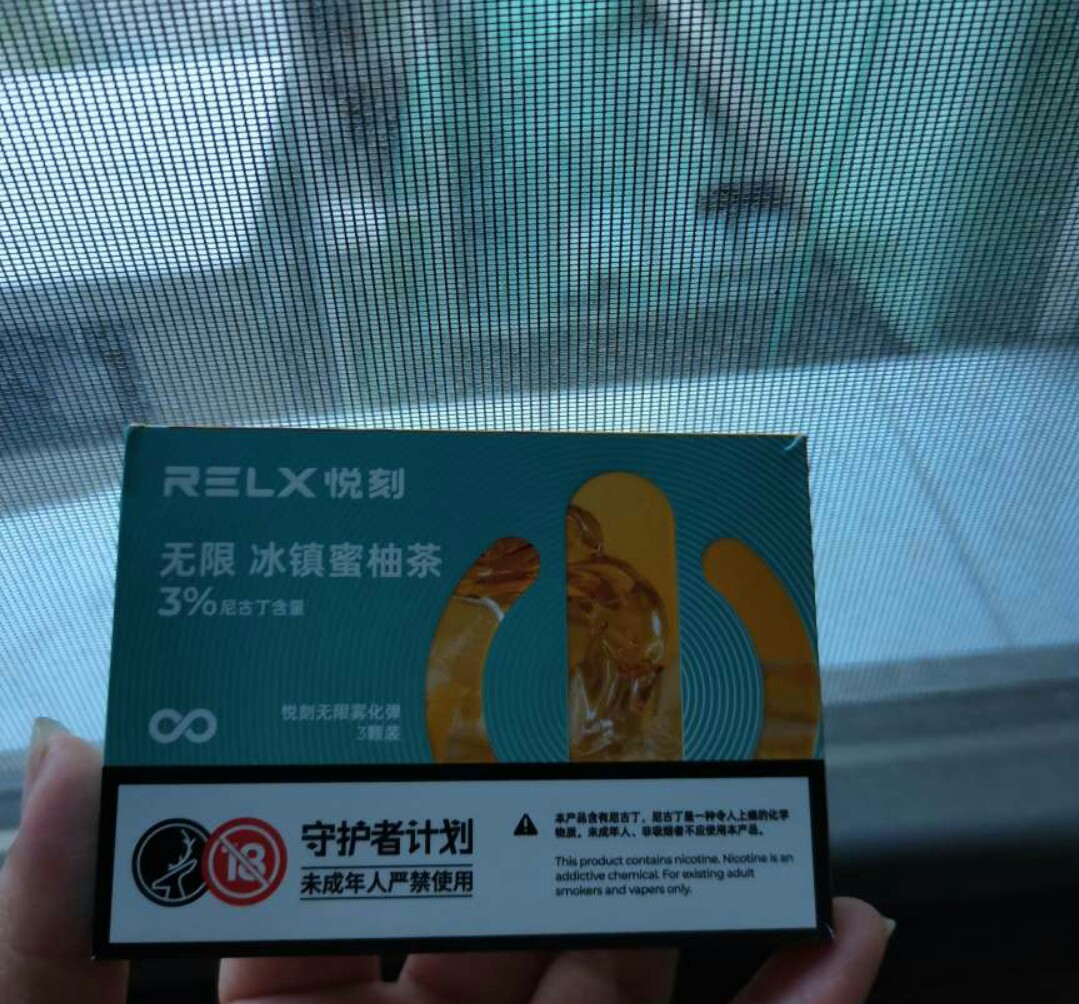 RELX 悦刻
无限 冰镇蜜柚茶
3% 尼古丁含量
悦刻无限雾化弹
3颗装
18
守护者计划
未成年人严禁使用
本产品含有尼古丁，尼古丁是一种令人上瘾的化学
物质。未成年人、非吸烟者不应使用本产品。
This product contains nicotine. Nicotine is an
addictive chemical. For existing adult
smokers and vapers only.